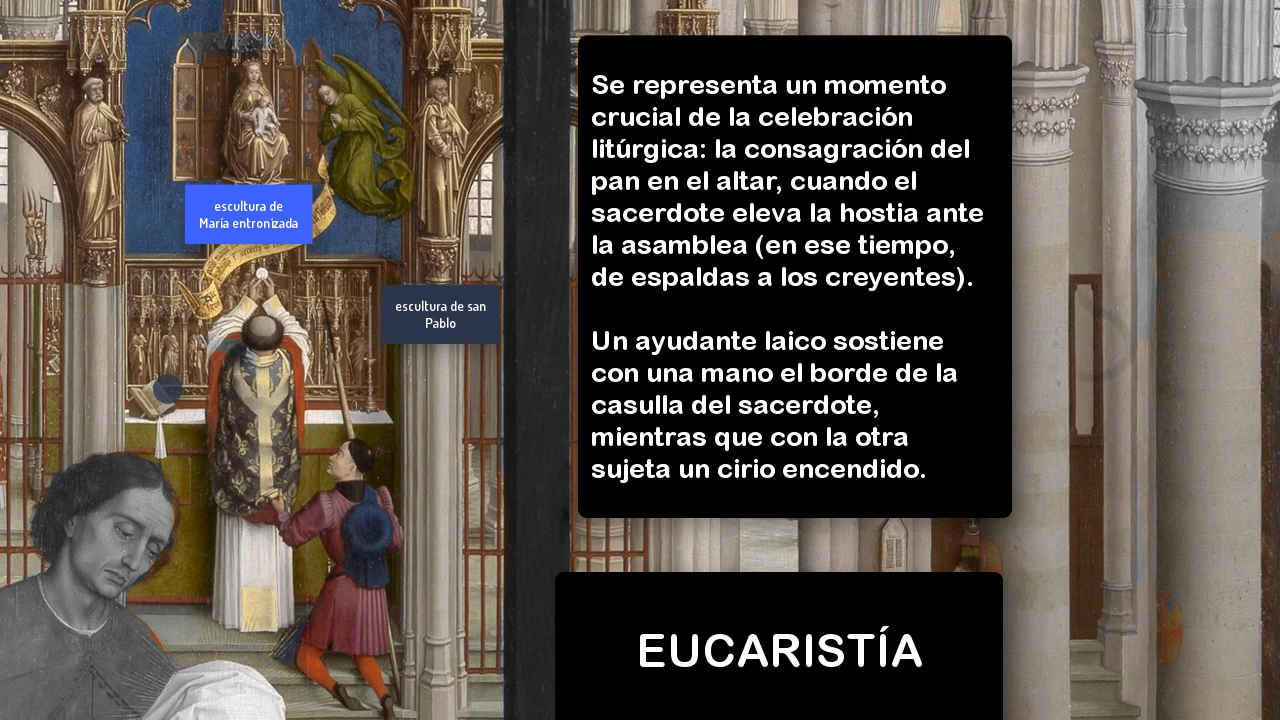 escultura de
María entronizada
escultura de san
Pablo
Se representa un momento
crucial de la celebración
litúrgica: la consagración del
pan en el altar, cuando el
sacerdote eleva la hostia ante
la asamblea (en ese tiempo,
de espaldas a los creyentes).
Un ayudante laico sostiene
con una mano el borde de la
casulla del sacerdote,
mientras que con la otra
sujeta un cirio encendido.
EUCARISTÍA